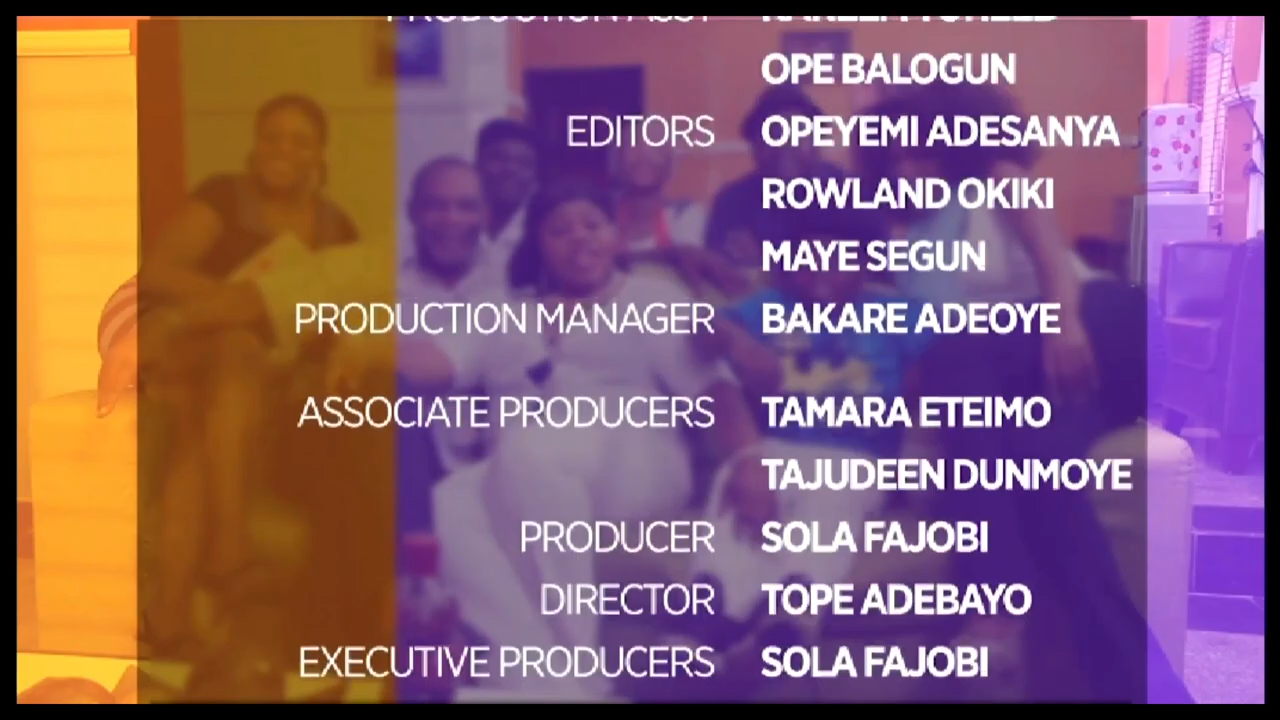 OPE BALOGUN
EDITORS OPEYEMI ADESANYA
ROWLAND OKIKI
MAYE SEGUN
PRODUCTION MANAGER BAKARE ADEOYE
ASSOCIATE PRODUCERS TAMARA ETEIMO
TAJUDEEN DUNMOYE
PRODUCER SOLA FAJOBI
DIRECTOR TOPE ADEBAYO
EXECUTIVE PRODUCERS SOLA FAJOBI